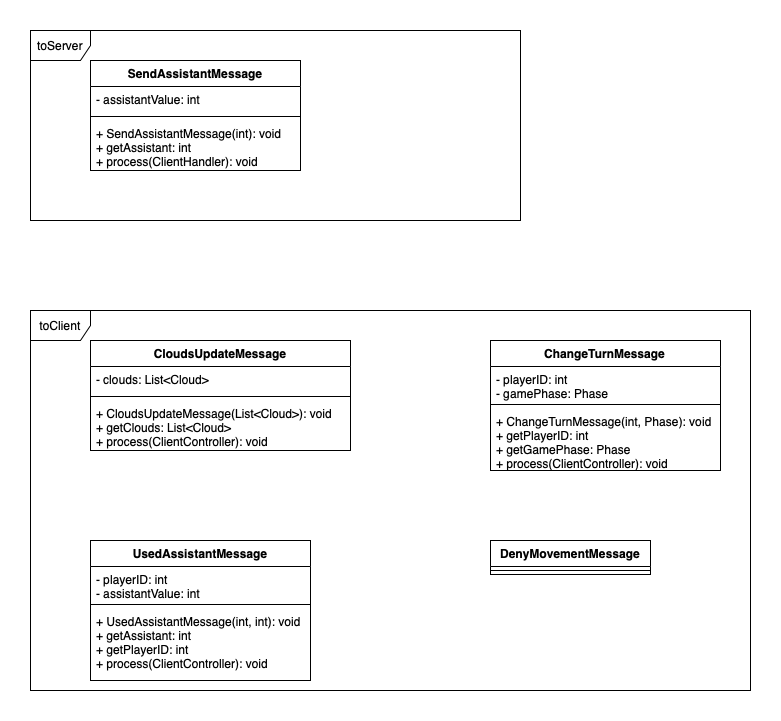 toServer
SendAssistantMessage
- assistantValue: int
+ SendAssistantMessage(int): void
+ getAssistant: int
+ process(ClientHandler): void
toClient
CloudsUpdateMessage
- clouds: List<Cloud>
+ CloudsUpdateMessage(List<Cloud>): void
+ getClouds: List<Cloud>
+ process(ClientController): void
ChangeTurnMessage
- playerID: int
- gamePhase: Phase
+ ChangeTurnMessage(int, Phase): void
+ getPlayerID: int
+ getGamePhase: Phase
+ process(ClientController): void
UsedAssistantMessage
- playerID: int
- assistantValue: int
+ UsedAssistantMessage(int, int): void
+ getAssistant: int
+ getPlayerID: int
+ process(ClientController): void
DenyMovementMessage